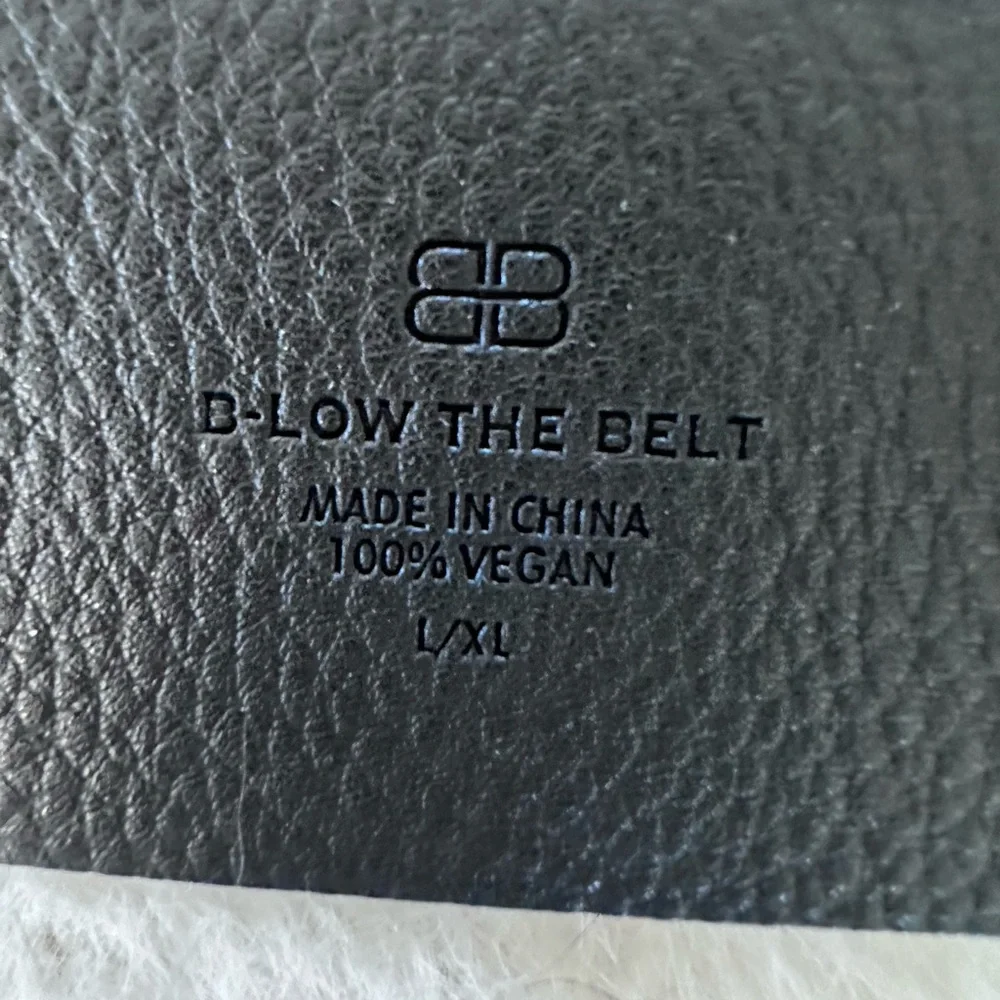 B-LOW THE BELT
MADE IN CHINA
100% VEGAN
L/XL